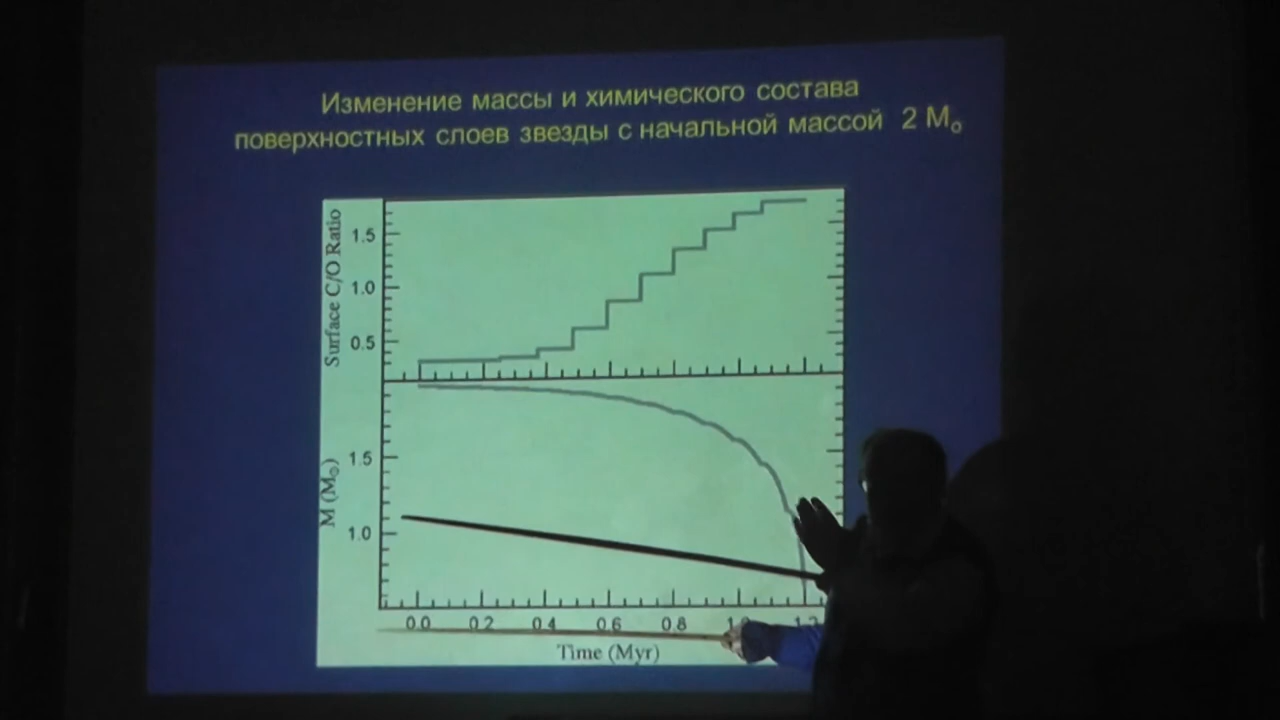 Изменение массы и химического состава
поверхностных слоев звезды с начальной массой 2 M☉
Surface C/O Ratio
1.5
1.0
0.5
M (M☉)
1.5
1.0
0.0 0.2 0.4 0.6 0.8 1.2
Time (Myr)